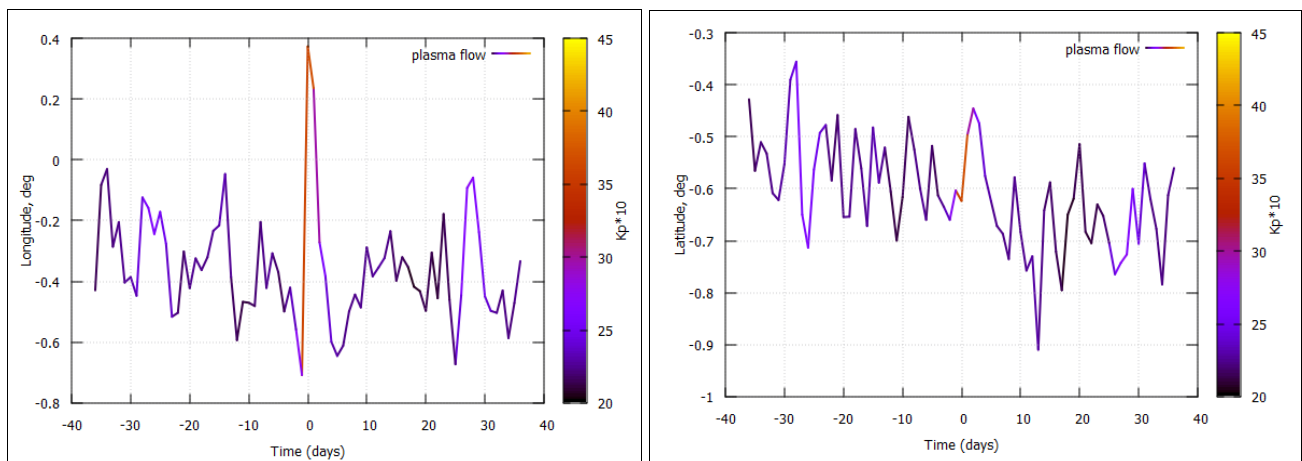 plasma flow
Longitude, deg
0.4
0.2
0
-0.2
-0.4
-0.6
-0.8
-40 -30 -20 -10 0 10 20 30 40
Time (days)
45
40
35
30
25
20
Kp*10
plasma flow
Latitude, deg
-0.3
-0.4
-0.5
-0.6
-0.7
-0.8
-0.9
-1
-40 -30 -20 -10 0 10 20 30 40
Time (days)
45
40
35
30
25
20
Kp*10